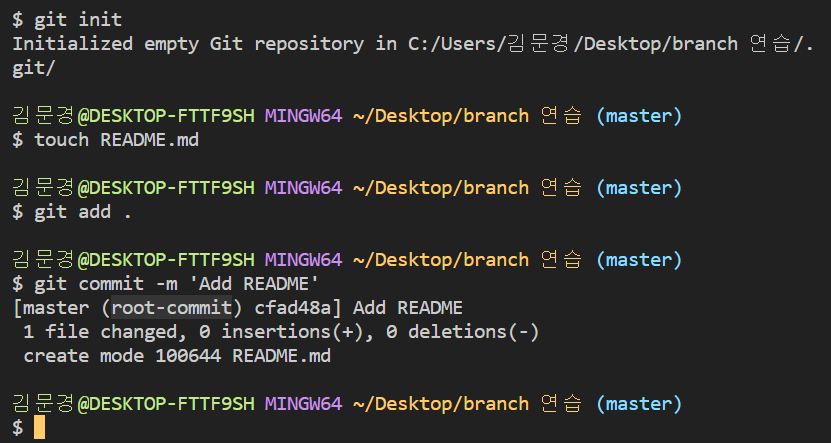 $ git init
Initialized empty Git repository in C:/Users/김문경/Desktop/branch 연습/.
git/
김문경@DESKTOP-FTTF9SH MINGW64 ~/Desktop/branch 연습 (master)
$ touch README.md
김문경@DESKTOP-FTTF9SH MINGW64 ~/Desktop/branch 연습 (master)
$ git add .
김문경@DESKTOP-FTTF9SH MINGW64 ~/Desktop/branch 연습 (master)
$ git commit -m 'Add README'
[master (root-commit) cfad48a] Add README
 1 file changed, 0 insertions(+), 0 deletions(-)
 create mode 100644 README.md
김문경@DESKTOP-FTTF9SH MINGW64 ~/Desktop/branch 연습 (master)
$